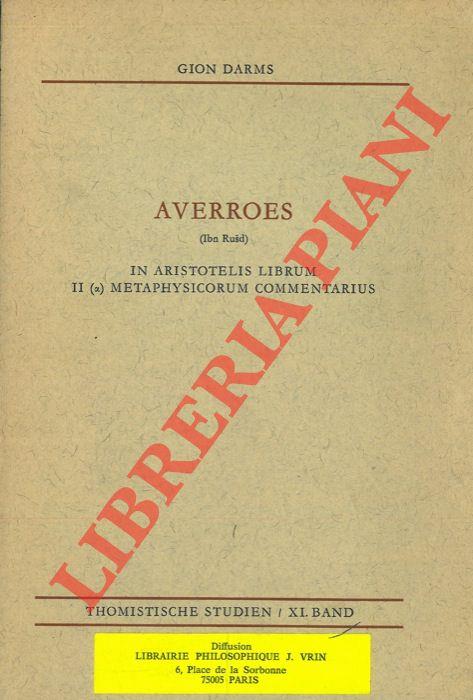 GION DARMS
AVERROES
(Ibn Rušd)
IN ARISTOTELIS LIBRUM
II (α) METAPHYSICORUM COMMENTARIUS
LIBRERIA PIANI
THOMISTISCHE STUDIEN / XI. BAND
Diffusion
LIBRAIRIE PHILOSOPHIQUE J. VRIN
6, Place de la Sorbonne
75005 PARIS